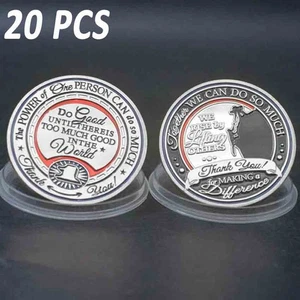 20 PCS
The POWER of One PERSON CAN do so MUCH
Do Good
UNTIL THERE IS
TOO MUCH GOOD
IN THE
World
Thank You!
Together WE CAN DO SO MUCH
WE
RISE BY
Lifting
OTHERS
Thank You!
for MAKING a
Difference